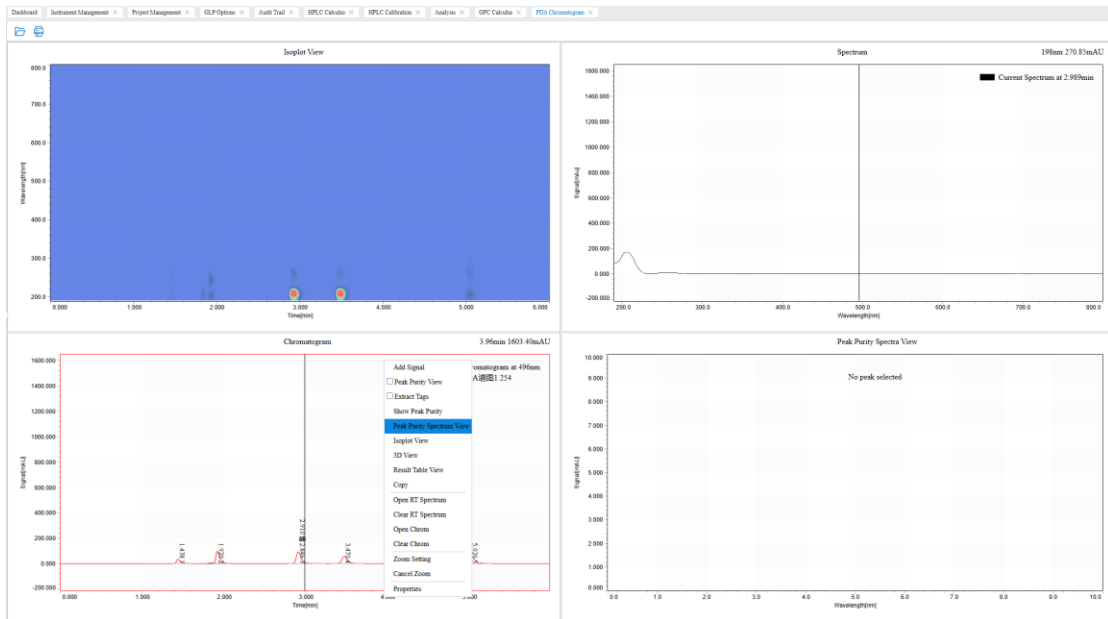 Dashboard Instrument Management Project Management GLP Options Audit Trail HPLC Calculus HPLC Calibration Analysis GPC Calculus PDA Chromatogram
Isoplot View
800.0
700.0
600.0
500.0
400.0
300.0
200.0
Wavelength[nm]
0.000 1.000 2.000 3.000 4.000 5.000 6.000
Time[min]
Spectrum 198nm 270.85mAU
Current Spectrum at 2.989min
1600.000
1400.000
1200.000
1000.000
800.000
600.000
400.000
200.000
0.000
-200.000
Signal[mAu]
200.0 300.0 400.0 500.0 600.0 700.0 800.0
Wavelength[nm]
Chromatogram 3.96min 1603.40mAU
romatogram at 496nm
A谱图1 254
1600.000
1400.000
1200.000
1000.000
800.000
600.000
400.000
200.000
0.000
-200.000
Signal[mAu]
0.000 1.000 2.000 3.000
Time[min]
Add Signal
Peak Purity View
Extract Tags
Show Peak Purity
Peak Purity Spectrum View
Isoplot View
3D View
Result Table View
Copy
Open RT Spectrum
Clear RT Spectrum
Open Chrom
Clear Chrom
Zoom Setting
Cancel Zoom
Properties
Peak Purity Spectra View
No peak selected
10.000
9.000
8.000
7.000
6.000
5.000
4.000
3.000
2.000
1.000
0.000
Signal[mAu]
0.0 1.0 2.0 3.0 4.0 5.0 6.0 7.0 8.0 9.0 10.0
Wavelength[nm]